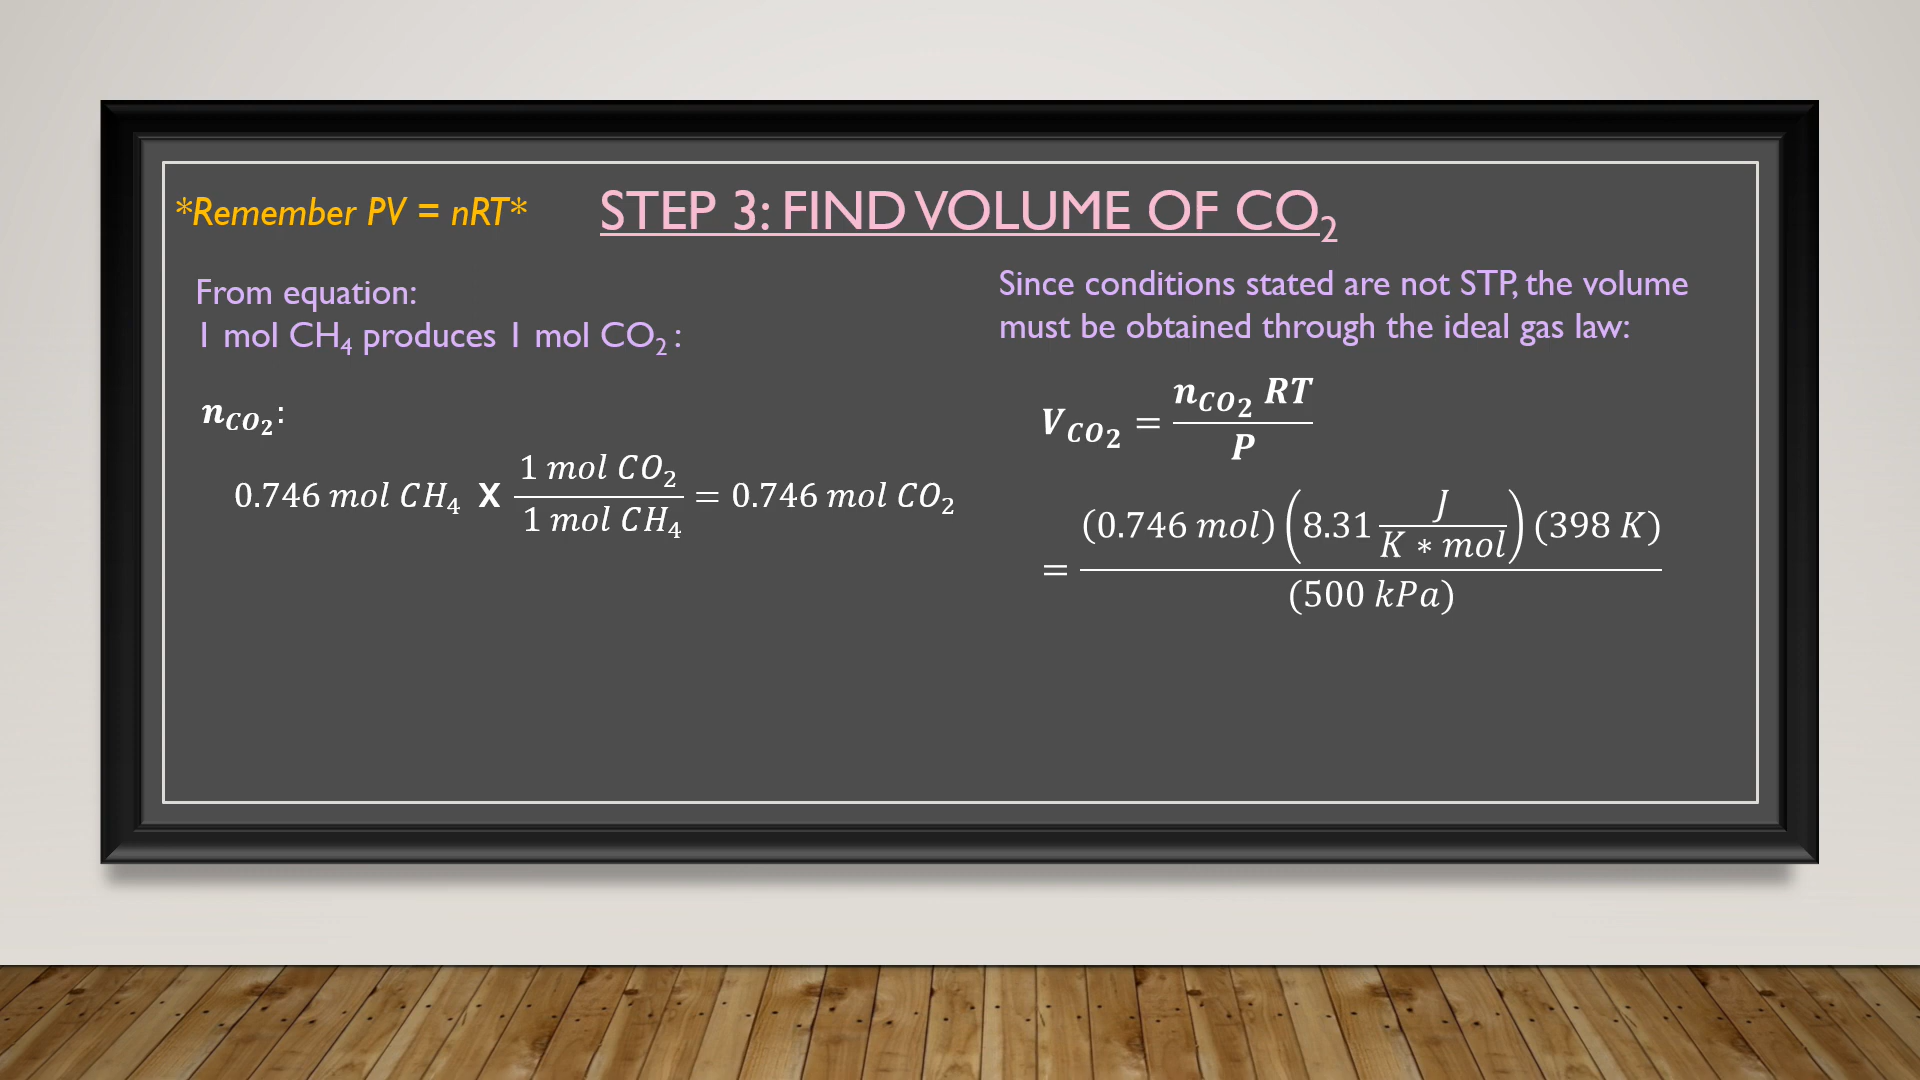 *Remember PV = nRT*
STEP 3: FIND VOLUME OF CO₂
From equation:
1 mol CH₄ produces 1 mol CO₂ :
n_CO₂:
0.746 mol CH₄ X (1 mol CO₂)/(1 mol CH₄) = 0.746 mol CO₂
Since conditions stated are not STP, the volume
must be obtained through the ideal gas law:
V_CO₂ = (n_CO₂ RT)/P
= ((0.746 mol)(8.31 J/(K ∗ mol))(398 K))/(500 kPa)